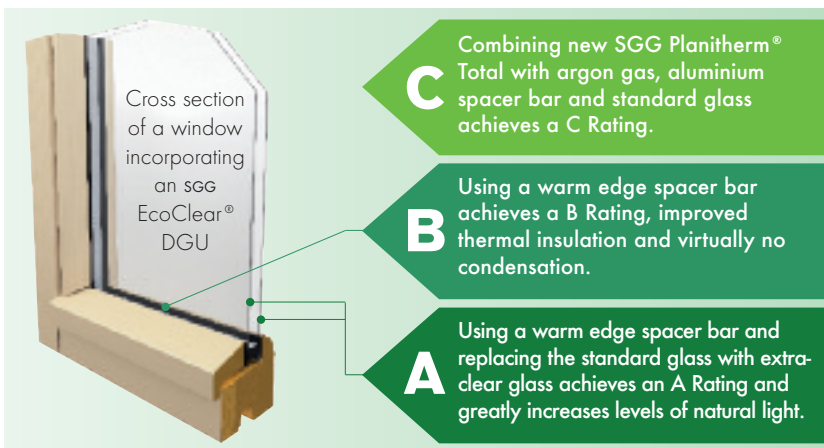 Cross section
of a window
incorporating
an SGG
EcoClear®
DGU
C
Combining new SGG Planitherm®
Total with argon gas, aluminium
spacer bar and standard glass
achieves a C Rating.
B
Using a warm edge spacer bar
achieves a B Rating, improved
thermal insulation and virtually no
condensation.
A
Using a warm edge spacer bar and
replacing the standard glass with extra-
clear glass achieves an A Rating and
greatly increases levels of natural light.